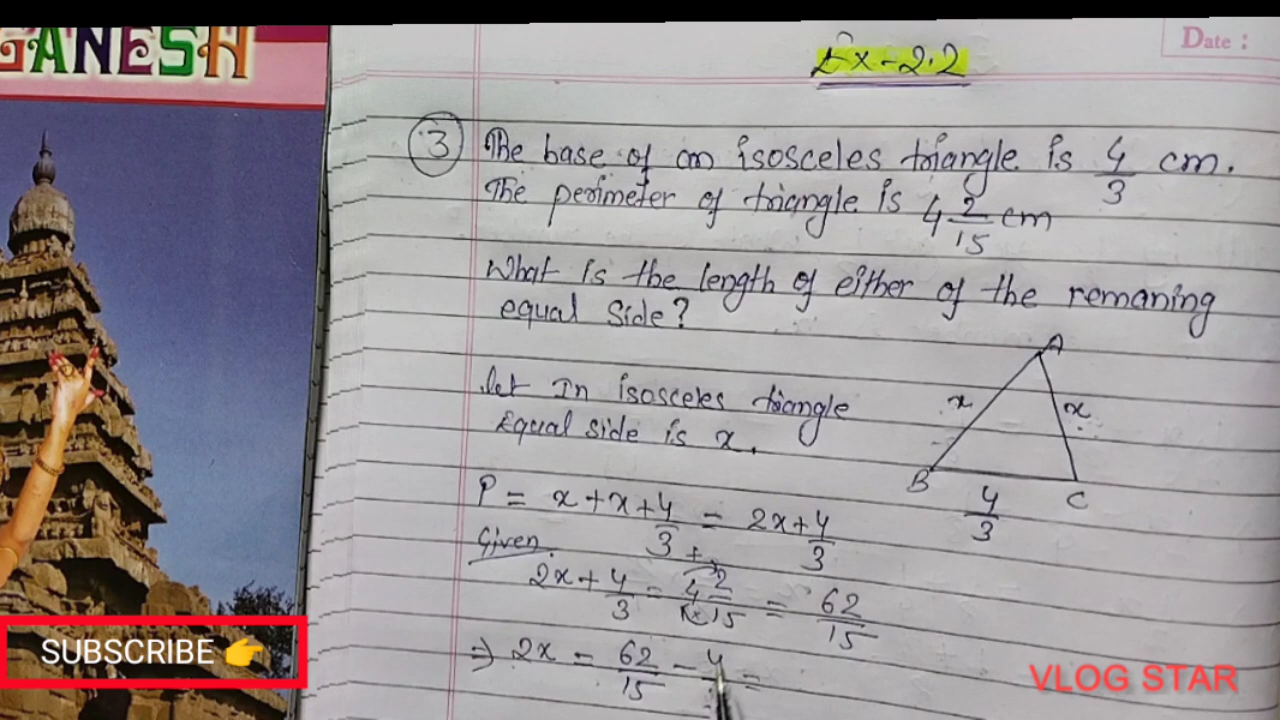 GANESH
Date :
Ex-2.2
3 The base of an isosceles triangle is 4/3 cm.
The perimeter of triangle is 4 2/15 cm
What is the length of either of the remaning
equal side?
let In isosceles triangle
Equal side is x.
A
x x
B C
4/3
P = x+x+4/3 = 2x+4/3
Given.
2x+4/3 = 4 2/15 = 62/15
⇒ 2x = 62/15 - 4/ =
SUBSCRIBE 👉
VLOG STAR